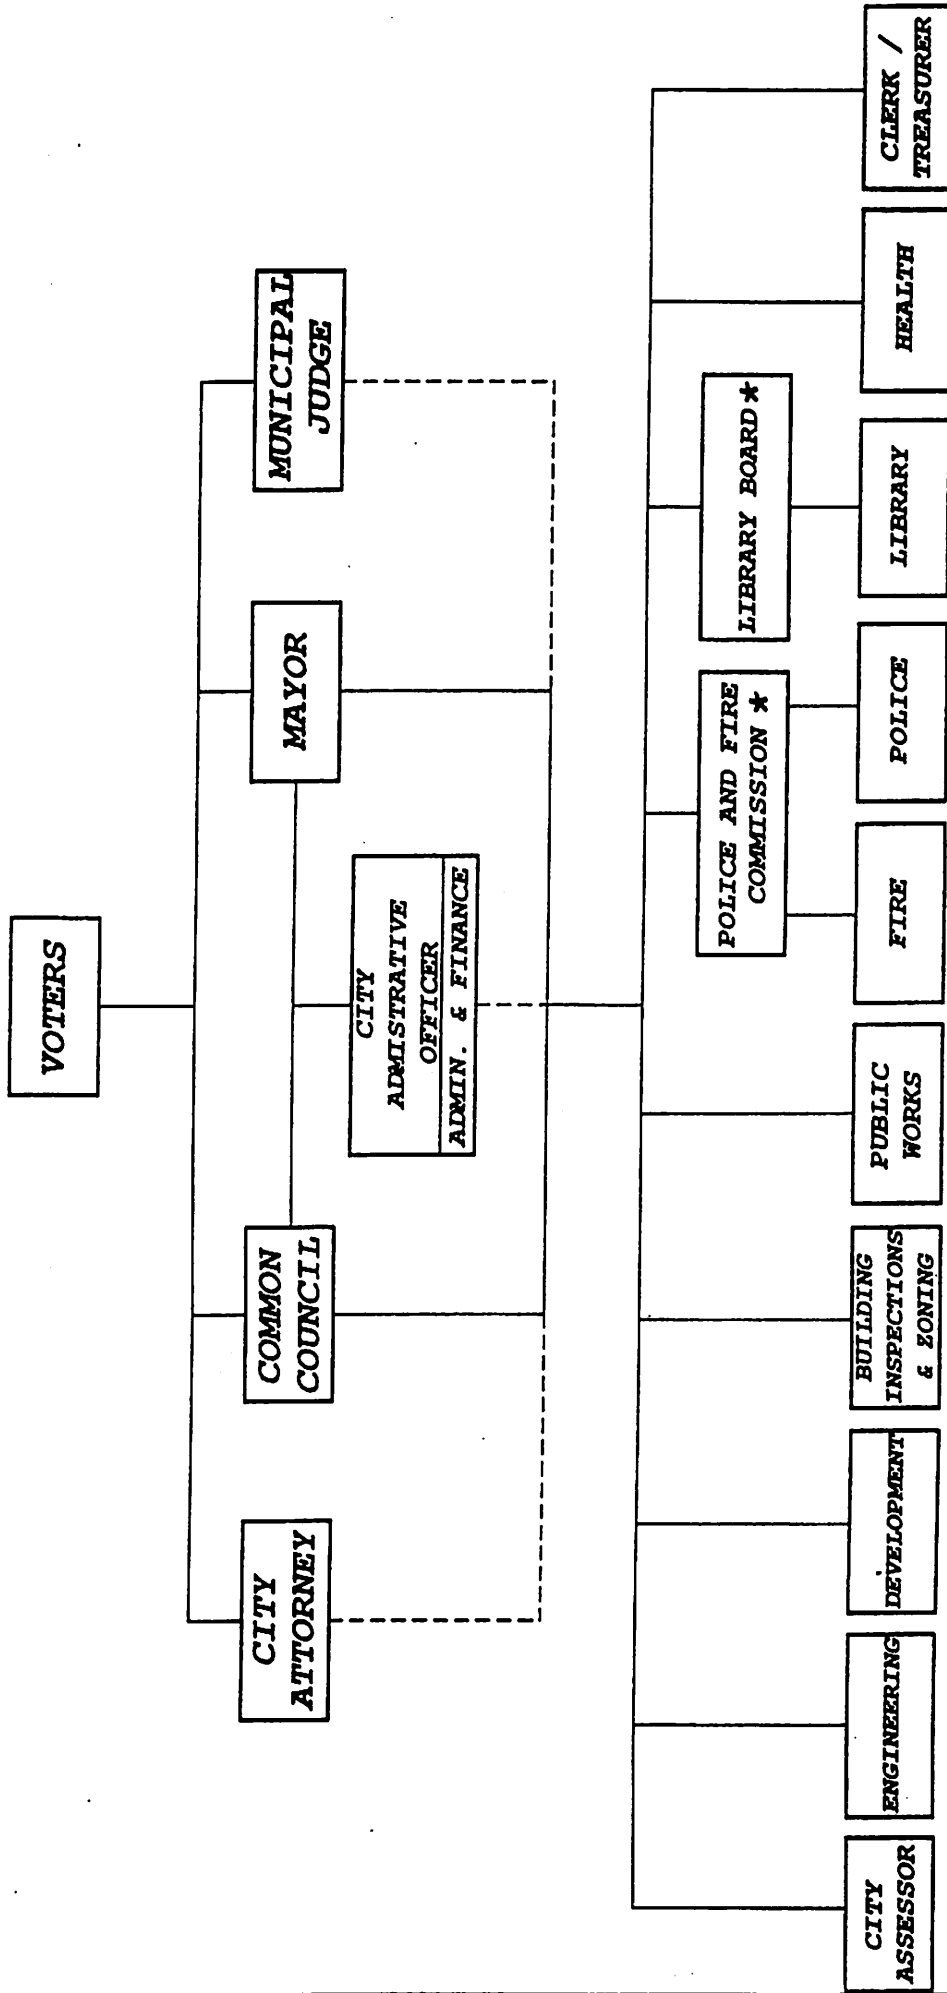 VOTERS
CITY
ATTORNEY
COMMON
COUNCIL
MAYOR
MUNICIPAL
JUDGE
CITY
ADMISTRATIVE
OFFICER
ADMIN. & FINANCE
POLICE AND FIRE
COMMISSION *
LIBRARY BOARD*
CITY
ASSESSOR
ENGINEERING
DEVELOPMENT
BUILDING
INSPECTIONS
& ZONING
PUBLIC
WORKS
FIRE
POLICE
LIBRARY
HEALTH
CLERK /
TREASURER